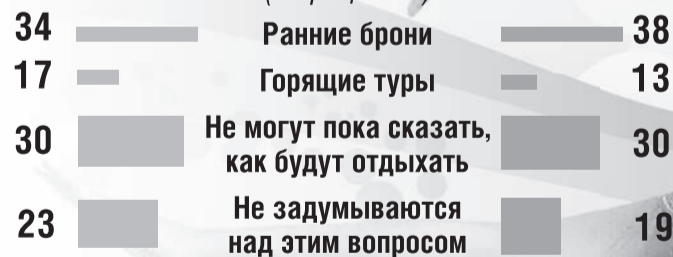 34 Ранние брони 38
17 Горящие туры 13
30 Не могут пока сказать, 30
как будут отдыхать
23 Не задумываются 19
над этим вопросом